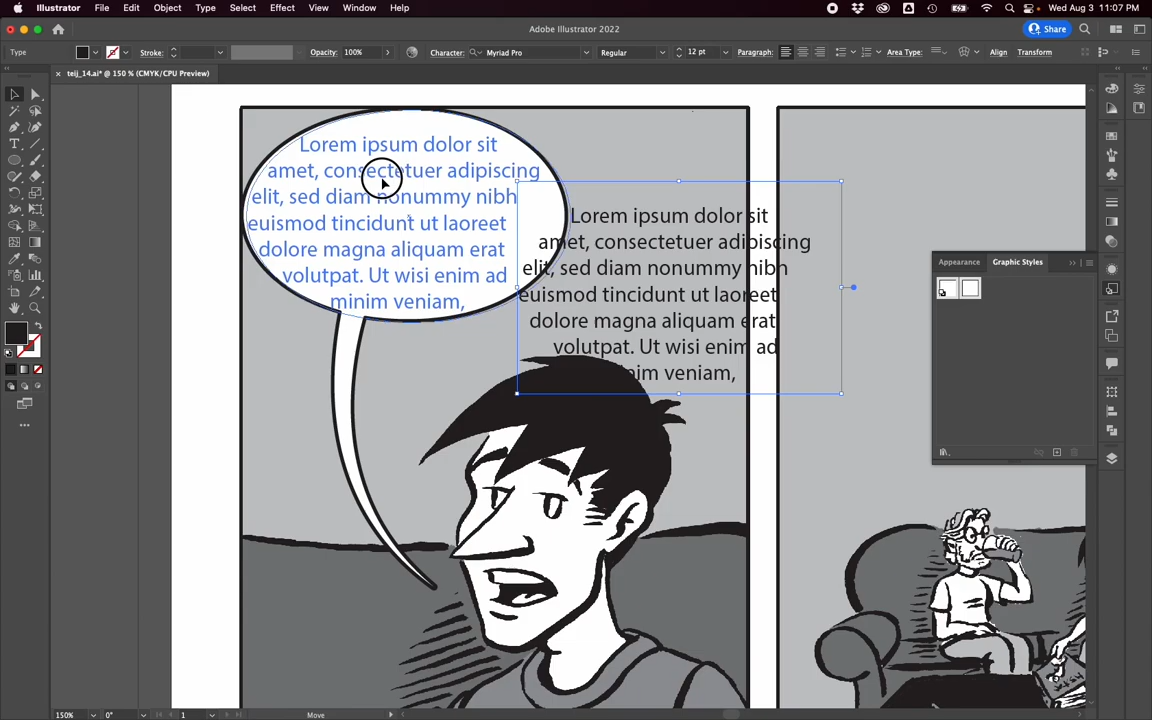 Illustrator File Edit Object Type Select Effect View Window Help Wed Aug 3 11:07 PM
Adobe Illustrator 2022 Share
Type Stroke: Opacity: 100% Character: Myriad Pro Regular 12 pt Paragraph: Area Type: Align Transform
teij_14.ai* @ 150 % (CMYK/CPU Preview)
Lorem ipsum dolor sit
amet, consectetuer adipiscing
elit, sed diam nonummy nibh
euismod tincidunt ut laoreet
dolore magna aliquam erat
volutpat. Ut wisi enim ad
minim veniam,
Lorem ipsum dolor sit
amet, consectetuer adipiscing
elit, sed diam nonummy nibh
euismod tincidunt ut laoreet
dolore magna aliquam erat
volutpat. Ut wisi enim ad
minim veniam,
Appearance Graphic Styles
150% 0° 1 Move